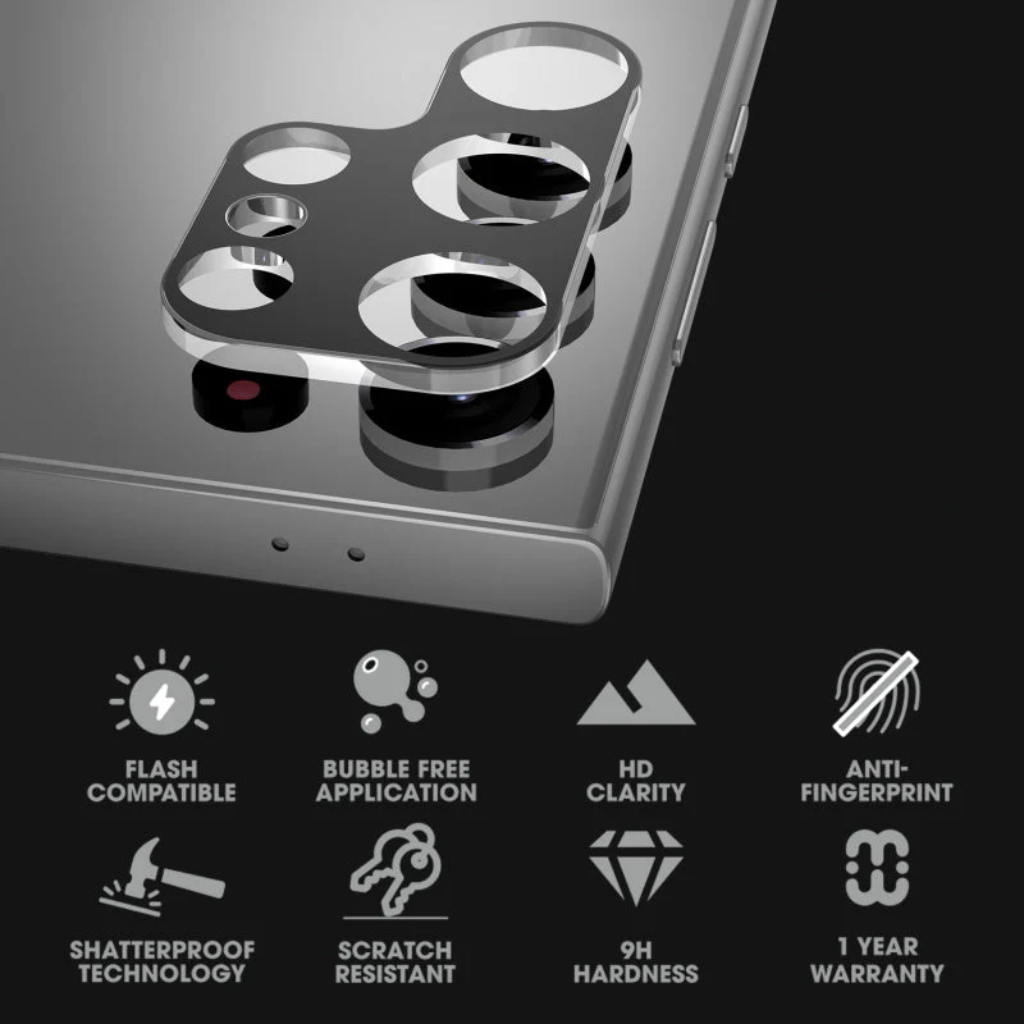 FLASH
COMPATIBLE
BUBBLE FREE
APPLICATION
HD
CLARITY
ANTI-
FINGERPRINT
SHATTERPROOF
TECHNOLOGY
SCRATCH
RESISTANT
9H
HARDNESS
1 YEAR
WARRANTY